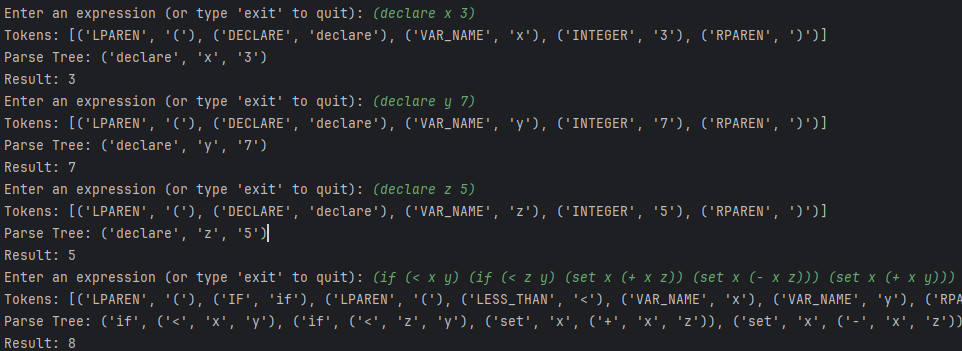 Enter an expression (or type 'exit' to quit): (declare x 3)
Tokens: [('LPAREN', '('), ('DECLARE', 'declare'), ('VAR_NAME', 'x'), ('INTEGER', '3'), ('RPAREN', ')')]
Parse Tree: ('declare', 'x', '3')
Result: 3
Enter an expression (or type 'exit' to quit): (declare y 7)
Tokens: [('LPAREN', '('), ('DECLARE', 'declare'), ('VAR_NAME', 'y'), ('INTEGER', '7'), ('RPAREN', ')')]
Parse Tree: ('declare', 'y', '7')
Result: 7
Enter an expression (or type 'exit' to quit): (declare z 5)
Tokens: [('LPAREN', '('), ('DECLARE', 'declare'), ('VAR_NAME', 'z'), ('INTEGER', '5'), ('RPAREN', ')')]
Parse Tree: ('declare', 'z', '5')
Result: 5
Enter an expression (or type 'exit' to quit): (if (< x y) (if (< z y) (set x (+ x z)) (set x (- x z))) (set x (+ x y)))
Tokens: [('LPAREN', '('), ('IF', 'if'), ('LPAREN', '('), ('LESS_THAN', '<'), ('VAR_NAME', 'x'), ('VAR_NAME', 'y'), ('RPA
Parse Tree: ('if', ('<', 'x', 'y'), ('if', ('<', 'z', 'y'), ('set', 'x', ('+', 'x', 'z')), ('set', 'x', ('-', 'x', 'z'))
Result: 8